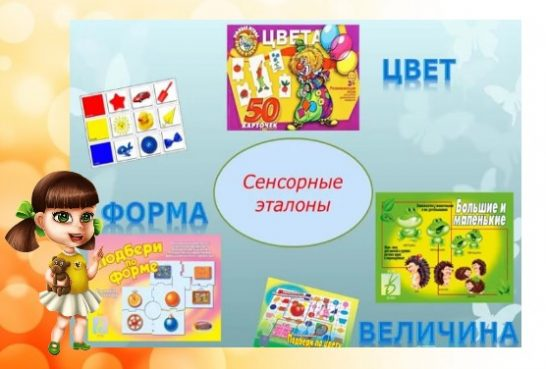 ЦВЕТА
50
КАРТОЧЕК
ЦВЕТ
Сенсорные
эталоны
ФОРМА
Подбери
по
форме
Большие и
маленькие
Подбери по цвету
ВЕЛИЧИНА